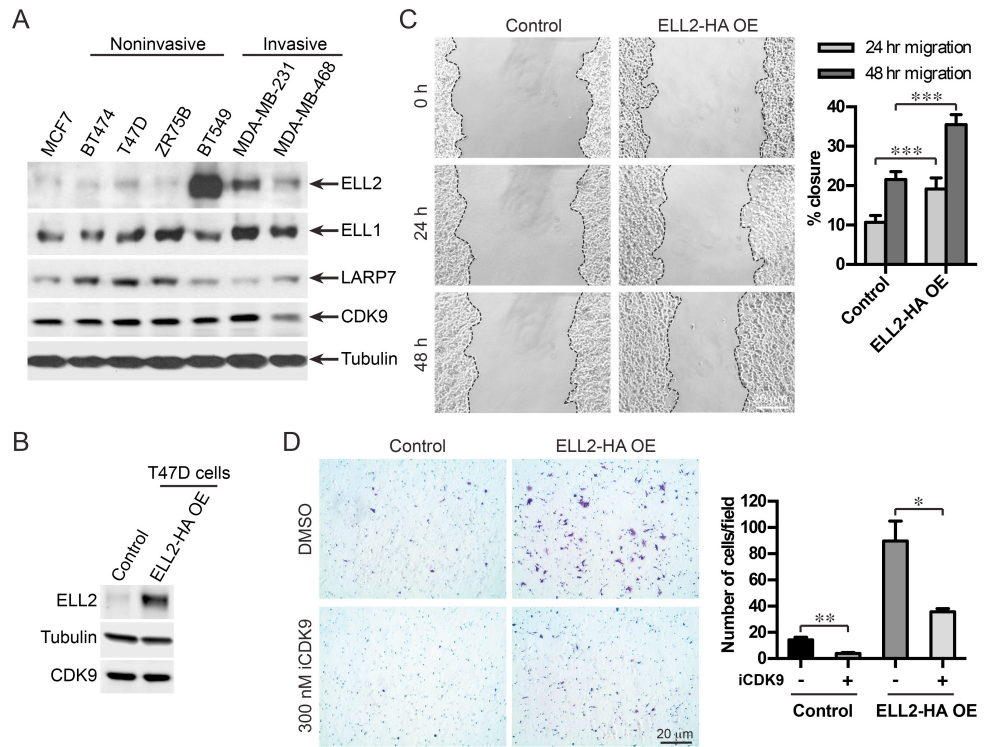 A
Noninvasive
Invasive
MCF7
BT474
T47D
ZR75B
BT549
MDA-MB-231
MDA-MB-468
ELL2
ELL1
LARP7
CDK9
Tubulin
B
T47D cells
Control
ELL2-HA OE
ELL2
Tubulin
CDK9
C
Control
ELL2-HA OE
0 h
24 h
48 h
24 hr migration
48 hr migration
% closure
40
30
20
10
0
***
***
Control
ELL2-HA OE
D
Control
ELL2-HA OE
DMSO
300 nM iCDK9
20 μm
Number of cells/field
120
100
80
60
40
20
0
**
*
iCDK9
-
+
-
+
Control
ELL2-HA OE